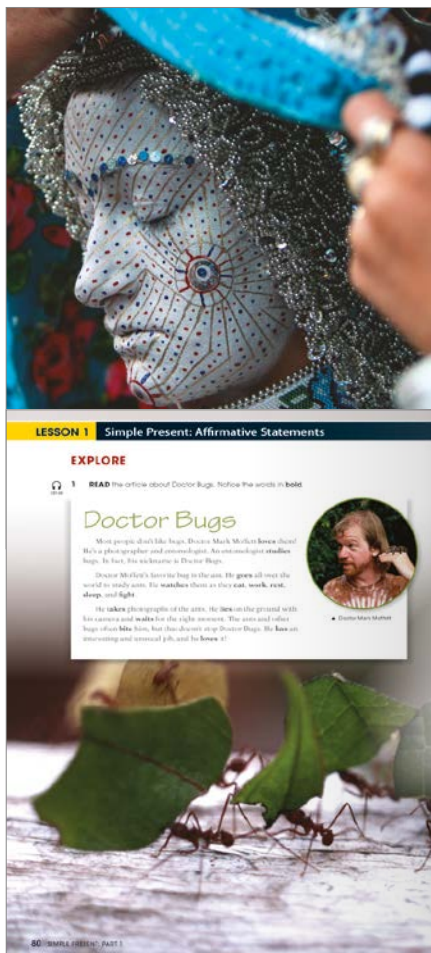 LESSON 1 Simple Present: Affirmative Statements
EXPLORE
1 READ the article about Doctor Bugs. Notice the words in bold.
Doctor Bugs
Most people don't like bugs. Doctor Mark Moffett loves them!
He's a photographer and entomologist. An entomologist studies
bugs. In fact, his nickname is Doctor Bugs.
Doctor Moffett's favorite bug is the ant. He goes all over the
world to study ants. He watches them as they eat, work, rest,
sleep, and fight.
He takes photographs of the ants. He lies on the ground with
his camera and waits for the right moment. The ants and other
bugs often bite him, but that doesn't stop Doctor Bugs. He has an
interesting and unusual job, and he loves it!
▲ Doctor Mark Moffett
80 SIMPLE PRESENT: PART 1